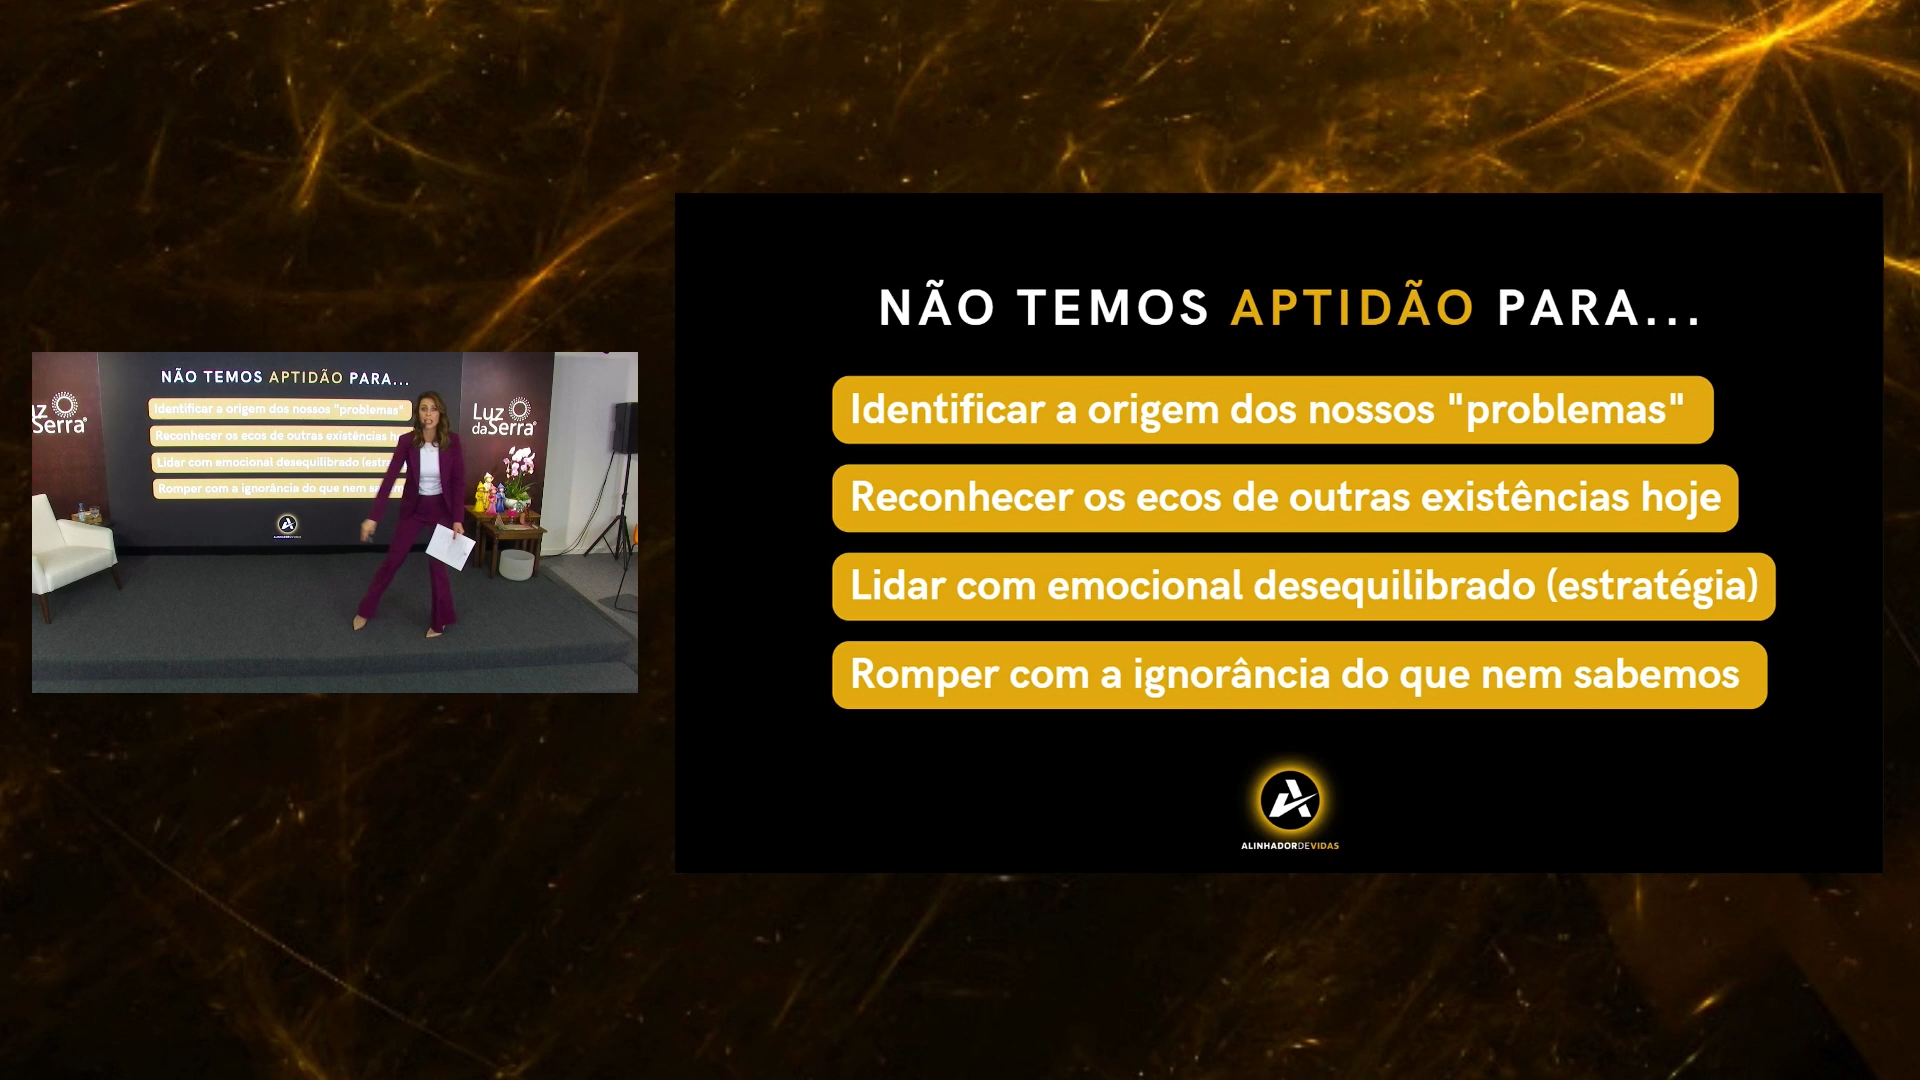 NÃO TEMOS APTIDÃO PARA...
Identificar a origem dos nossos "problemas"
Reconhecer os ecos de outras existências
Lidar com emocional desequilibrado
Romper com a ignorância do que nem
Luz
daSerra
Serra
NÃO TEMOS APTIDÃO PARA...
Identificar a origem dos nossos "problemas"
Reconhecer os ecos de outras existências hoje
Lidar com emocional desequilibrado (estratégia)
Romper com a ignorância do que nem sabemos
ALINHADORDEVIDAS